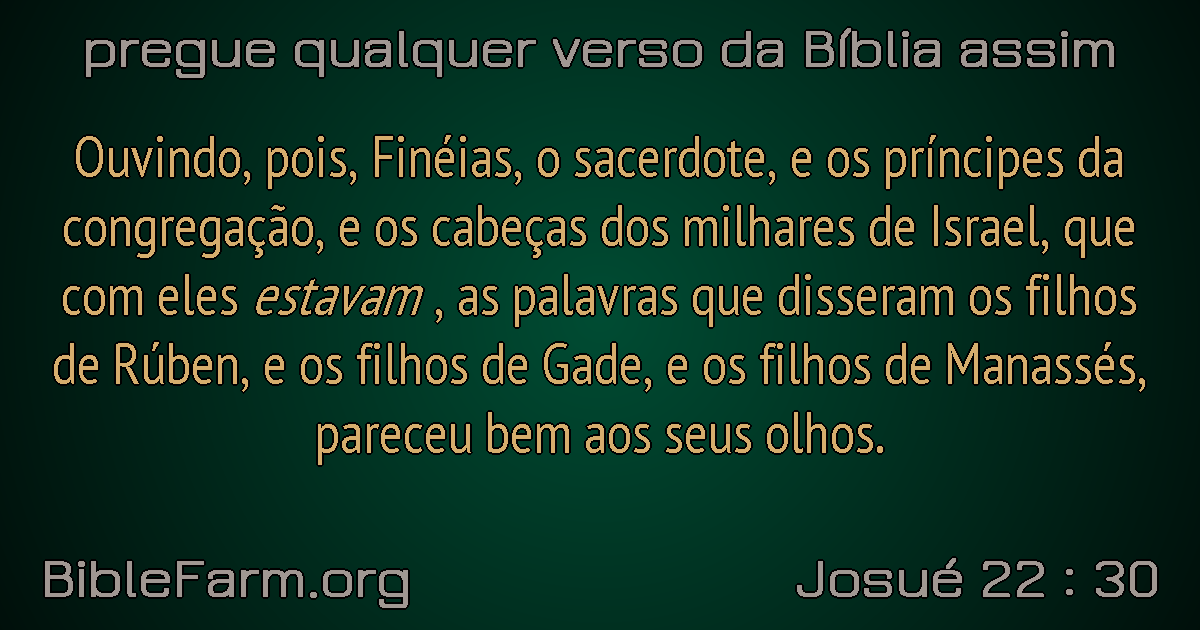 pregue qualquer verso da Bíblia assim
Ouvindo, pois, Finéias, o sacerdote, e os príncipes da
congregação, e os cabeças dos milhares de Israel, que
com eles estavam , as palavras que disseram os filhos
de Rúben, e os filhos de Gade, e os filhos de Manassés,
pareceu bem aos seus olhos.
BibleFarm.org
Josué 22 : 30